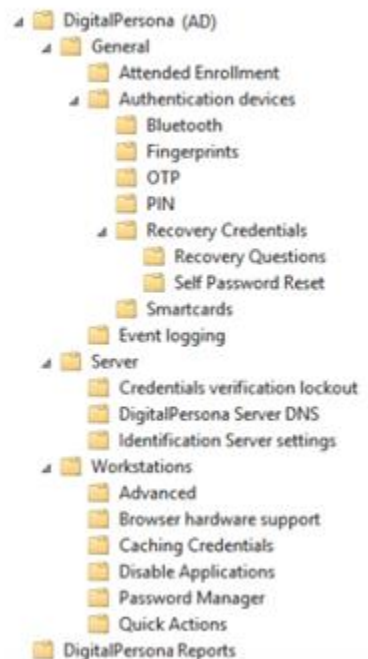 DigitalPersona (AD)
General
Attended Enrollment
Authentication devices
Bluetooth
Fingerprints
OTP
PIN
Recovery Credentials
Recovery Questions
Self Password Reset
Smartcards
Event logging
Server
Credentials verification lockout
DigitalPersona Server DNS
Identification Server settings
Workstations
Advanced
Browser hardware support
Caching Credentials
Disable Applications
Password Manager
Quick Actions
DigitalPersona Reports